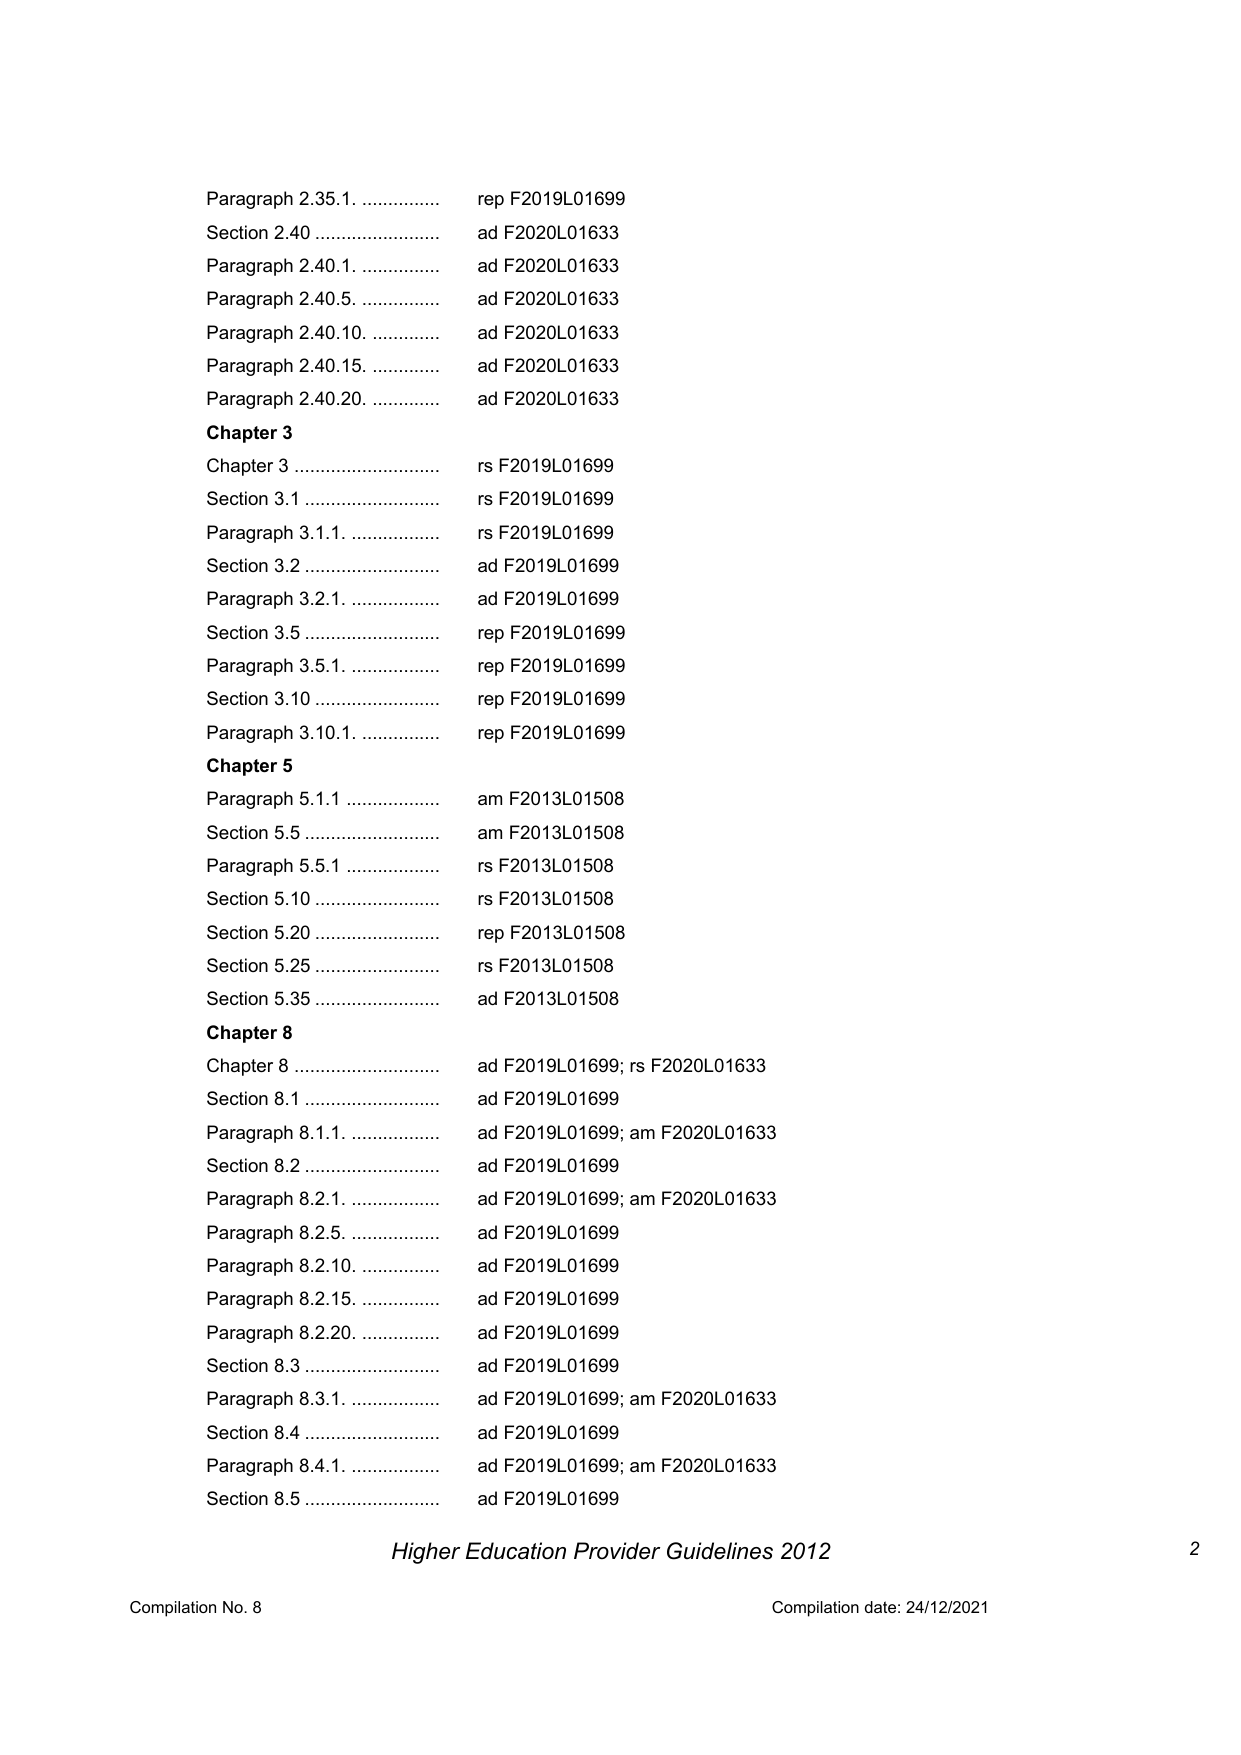 Paragraph 2.35.1. ............... rep F2019L01699
Section 2.40 ........................ ad F2020L01633
Paragraph 2.40.1. ............... ad F2020L01633
Paragraph 2.40.5. ............... ad F2020L01633
Paragraph 2.40.10. ............. ad F2020L01633
Paragraph 2.40.15. ............. ad F2020L01633
Paragraph 2.40.20. ............. ad F2020L01633
Chapter 3
Chapter 3 ............................ rs F2019L01699
Section 3.1 .......................... rs F2019L01699
Paragraph 3.1.1. ................. rs F2019L01699
Section 3.2 .......................... ad F2019L01699
Paragraph 3.2.1. ................. ad F2019L01699
Section 3.5 .......................... rep F2019L01699
Paragraph 3.5.1. ................. rep F2019L01699
Section 3.10 ........................ rep F2019L01699
Paragraph 3.10.1. ............... rep F2019L01699
Chapter 5
Paragraph 5.1.1 .................. am F2013L01508
Section 5.5 .......................... am F2013L01508
Paragraph 5.5.1 .................. rs F2013L01508
Section 5.10 ........................ rs F2013L01508
Section 5.20 ........................ rep F2013L01508
Section 5.25 ........................ rs F2013L01508
Section 5.35 ........................ ad F2013L01508
Chapter 8
Chapter 8 ............................ ad F2019L01699; rs F2020L01633
Section 8.1 .......................... ad F2019L01699
Paragraph 8.1.1. ................. ad F2019L01699; am F2020L01633
Section 8.2 .......................... ad F2019L01699
Paragraph 8.2.1. ................. ad F2019L01699; am F2020L01633
Paragraph 8.2.5. ................. ad F2019L01699
Paragraph 8.2.10. ............... ad F2019L01699
Paragraph 8.2.15. ............... ad F2019L01699
Paragraph 8.2.20. ............... ad F2019L01699
Section 8.3 .......................... ad F2019L01699
Paragraph 8.3.1. ................. ad F2019L01699; am F2020L01633
Section 8.4 .......................... ad F2019L01699
Paragraph 8.4.1. ................. ad F2019L01699; am F2020L01633
Section 8.5 .......................... ad F2019L01699
Higher Education Provider Guidelines 2012 2
Compilation No. 8 Compilation date: 24/12/2021